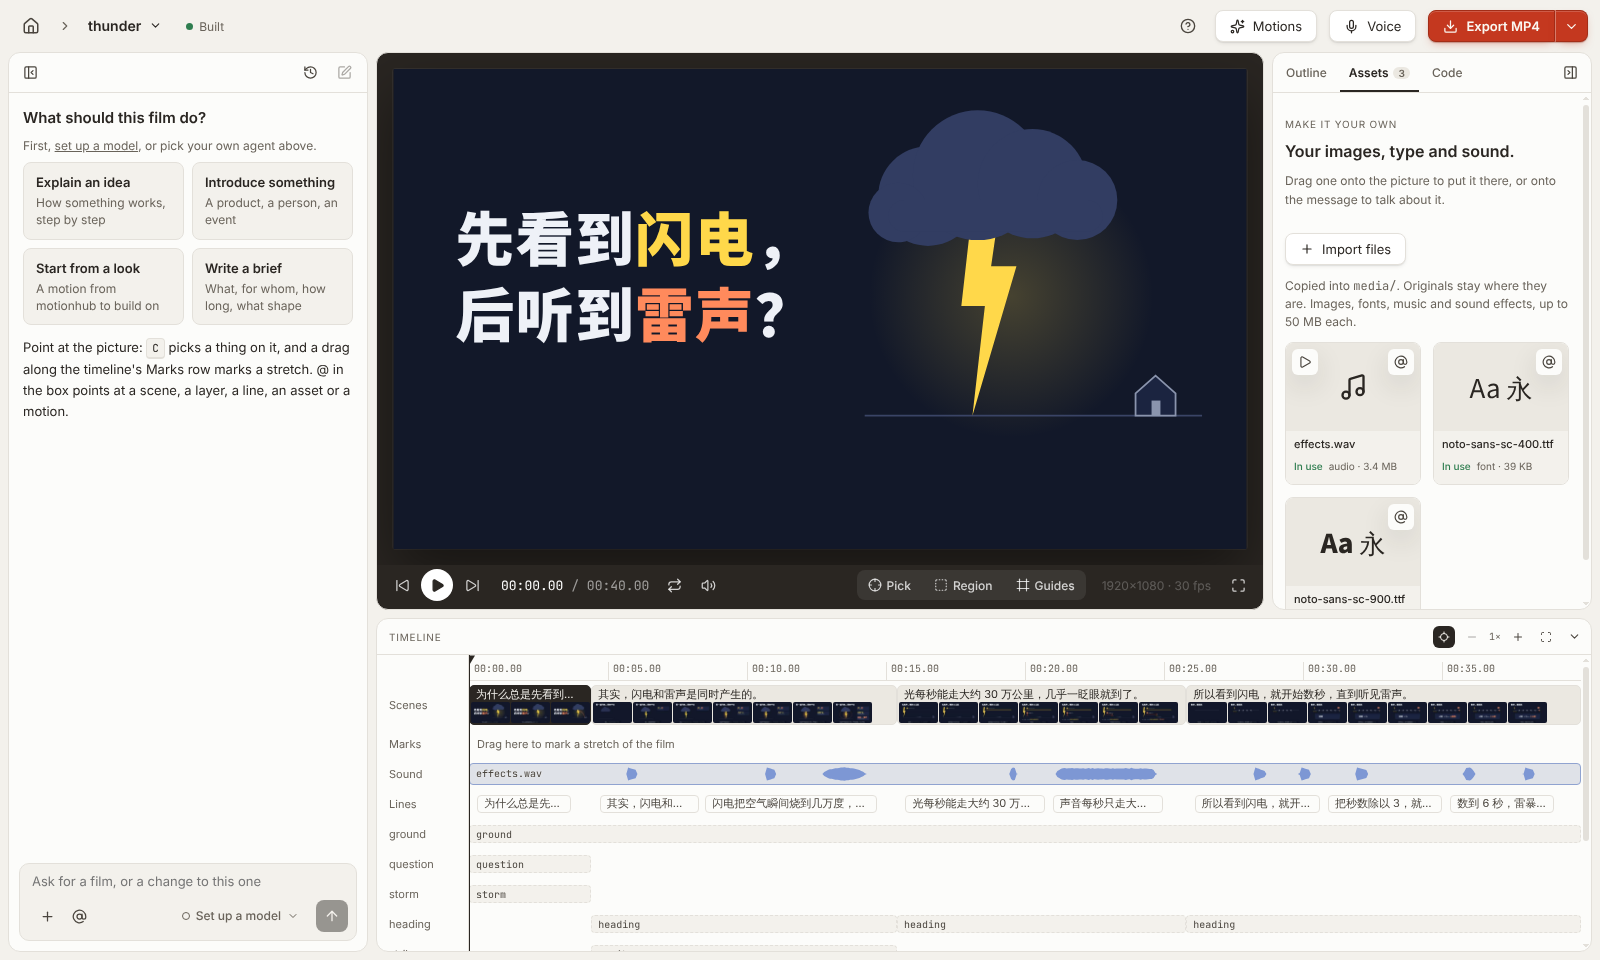 thunder
Built
Motions
Voice
Export MP4
What should this film do?
First, set up a model, or pick your own agent above.
Explain an idea
How something works, step by step
Introduce something
A product, a person, an event
Start from a look
A motion from motionhub to build on
Write a brief
What, for whom, how long, what shape
Point at the picture: C picks a thing on it, and a drag
along the timeline's Marks row marks a stretch. @ in
the box points at a scene, a layer, a line, an asset or a
motion.
Ask for a film, or a change to this one
Set up a model
先看到闪电，
后听到雷声？
00:00.00 / 00:40.00
Pick
Region
Guides
1920×1080 · 30 fps
Outline
Assets 3
Code
MAKE IT YOUR OWN
Your images, type and sound.
Drag one onto the picture to put it there, or onto
the message to talk about it.
Import files
Copied into media/. Originals stay where they
are. Images, fonts, music and sound effects, up to
50 MB each.
effects.wav
In use audio · 3.4 MB
Aa 永
noto-sans-sc-400.ttf
In use font · 39 KB
Aa 永
noto-sans-sc-900.ttf
TIMELINE
1×
00:00.00 00:05.00 00:10.00 00:15.00 00:20.00 00:25.00 00:30.00 00:35.00
Scenes
为什么总是先看到...
其实，闪电和雷声是同时产生的。
光每秒能走大约 30 万公里，几乎一眨眼就到了。
所以看到闪电，就开始数秒，直到听见雷声。
Marks
Drag here to mark a stretch of the film
Sound
effects.wav
Lines
为什么总是先...
其实，闪电和...
闪电把空气瞬间烧到几万度，...
光每秒能走大约 30 万...
声音每秒只走大...
所以看到闪电，就开...
把秒数除以 3，就...
数到 6 秒，雷暴...
ground
ground
question
question
storm
storm
heading
heading
heading
heading